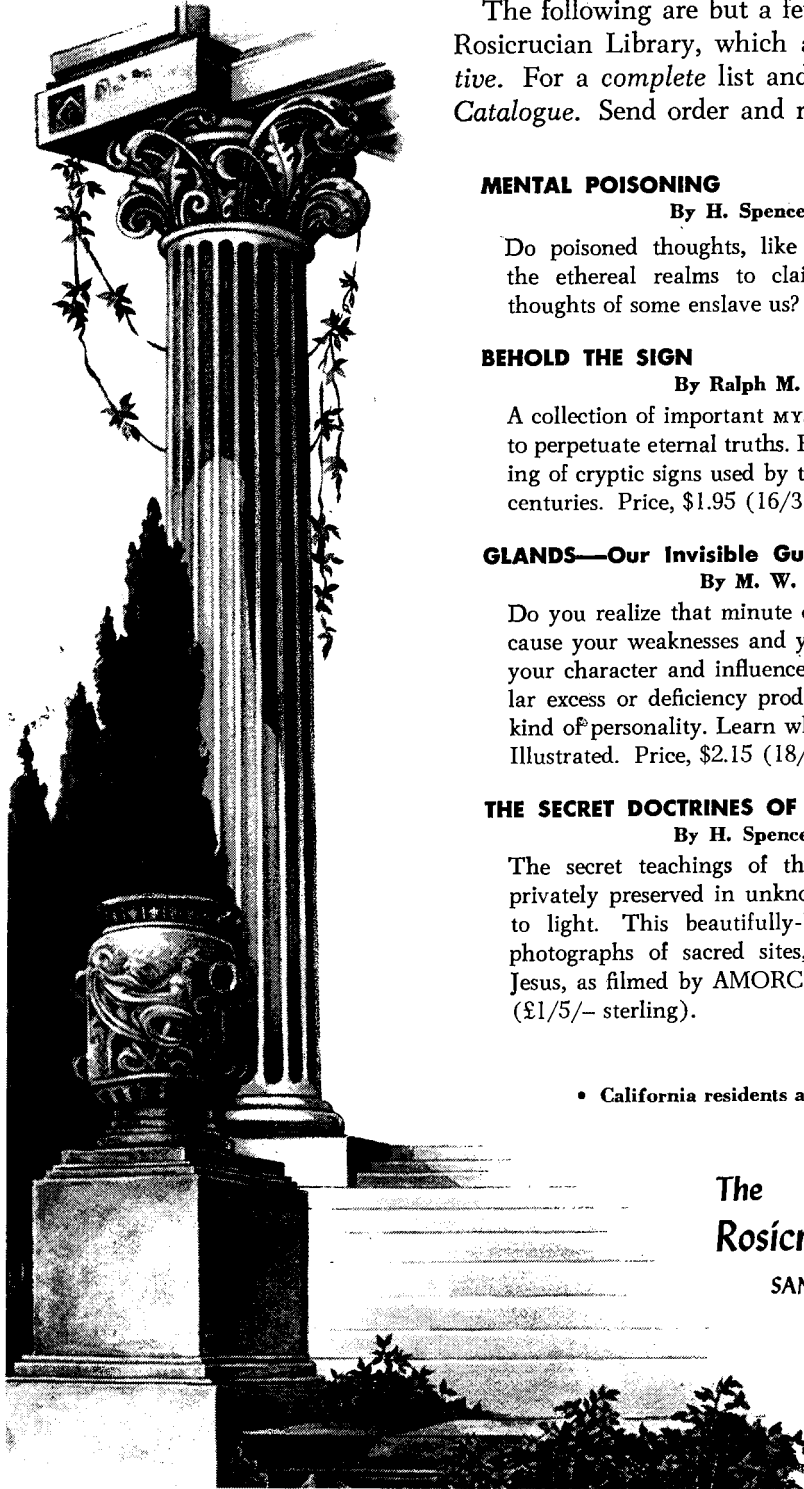 The following are but a fe
Rosicrucian Library, which a
tive. For a complete list and
Catalogue. Send order and r
MENTAL POISONING
By H. Spence
Do poisoned thoughts, like
the ethereal realms to clai
thoughts of some enslave us?
BEHOLD THE SIGN
By Ralph M.
A collection of important MY
to perpetuate eternal truths.
ing of cryptic signs used by t
centuries. Price, $1.95 (16/3
GLANDS—Our Invisible Gu
By M. W.
Do you realize that minute
cause your weaknesses and y
your character and influence
lar excess or deficiency prod
kind of personality. Learn w
Illustrated. Price, $2.15 (18/
THE SECRET DOCTRINES OF
By H. Spence
The secret teachings of th
privately preserved in unkno
to light. This beautifully-
photographs of sacred sites,
Jesus, as filmed by AMORC
(£1/5/– sterling).
• California residents a
The
Rosicr
SAN